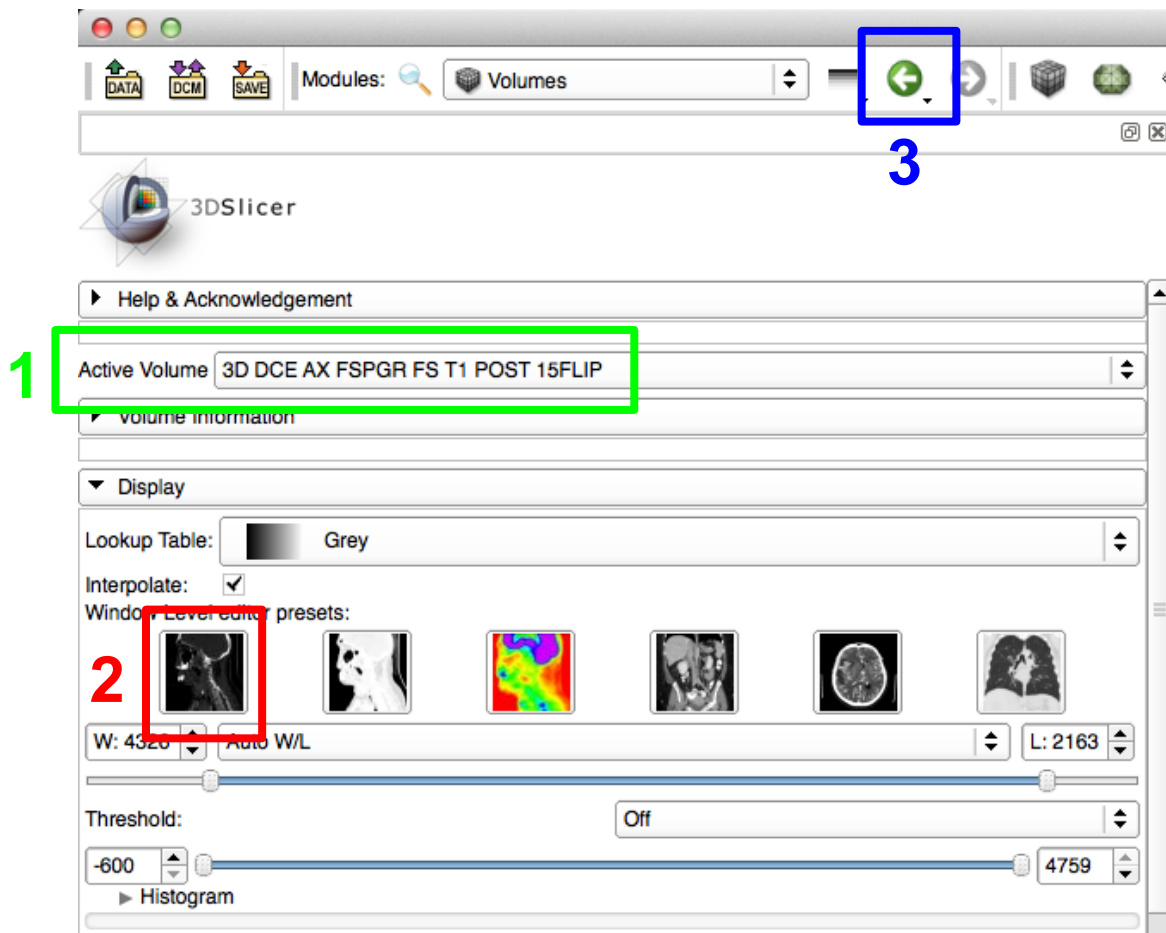 DATA DCM SAVE Modules: Volumes
3
3DSlicer
Help & Acknowledgement
1 Active Volume 3D DCE AX FSPGR FS T1 POST 15FLIP
Volume Information
Display
Lookup Table: Grey
Interpolate:
Window Level editor presets:
2
W: 4326 Auto W/L L: 2163
Threshold: Off
-600 4759
Histogram